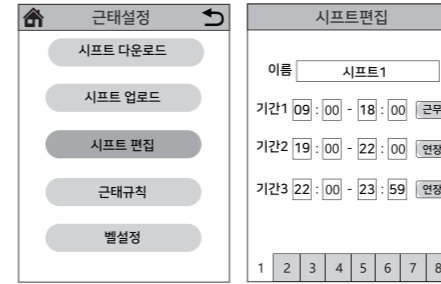 근태설정
시프트 다운로드
시프트 업로드
시프트 편집
근태규칙
벨설정
시프트편집
이름 시프트1
기간1 09 : 00 - 18 : 00 근무
기간2 19 : 00 - 22 : 00 연장
기간3 22 : 00 - 23 : 59 연장
1 2 3 4 5 6 7 8